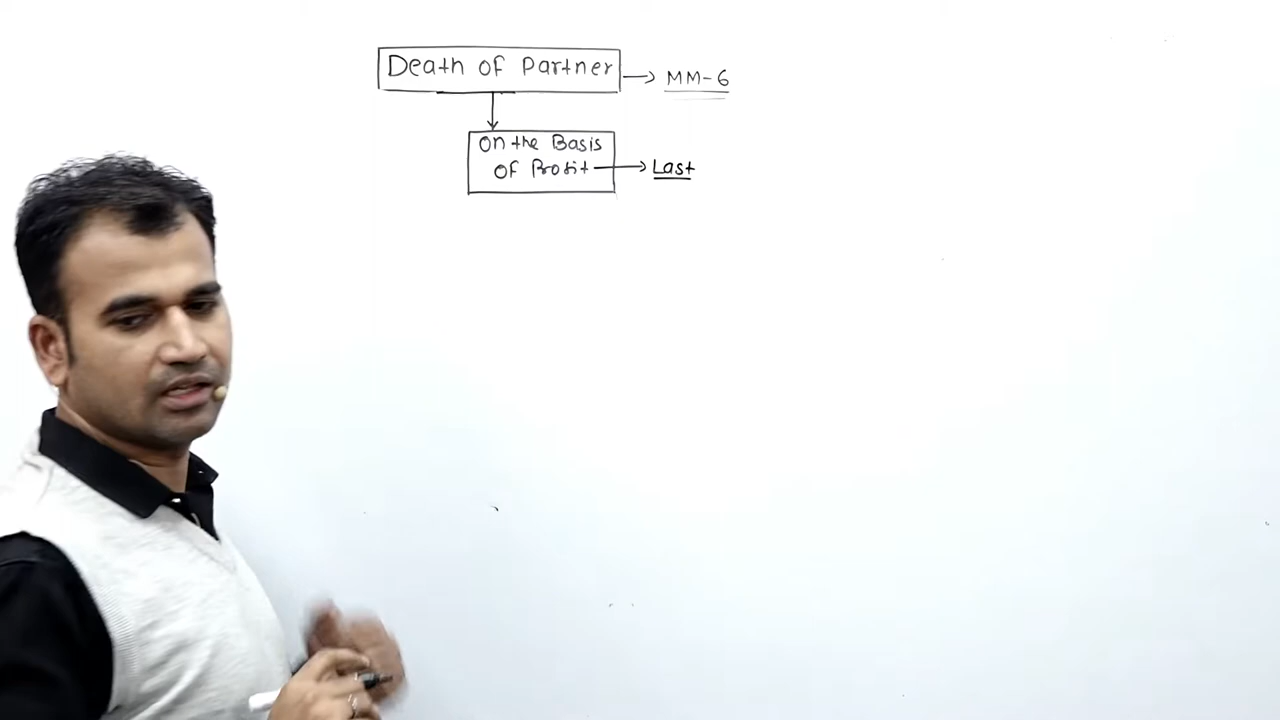 Death of Partner
MM-6
On the Basis
of Profit
Last